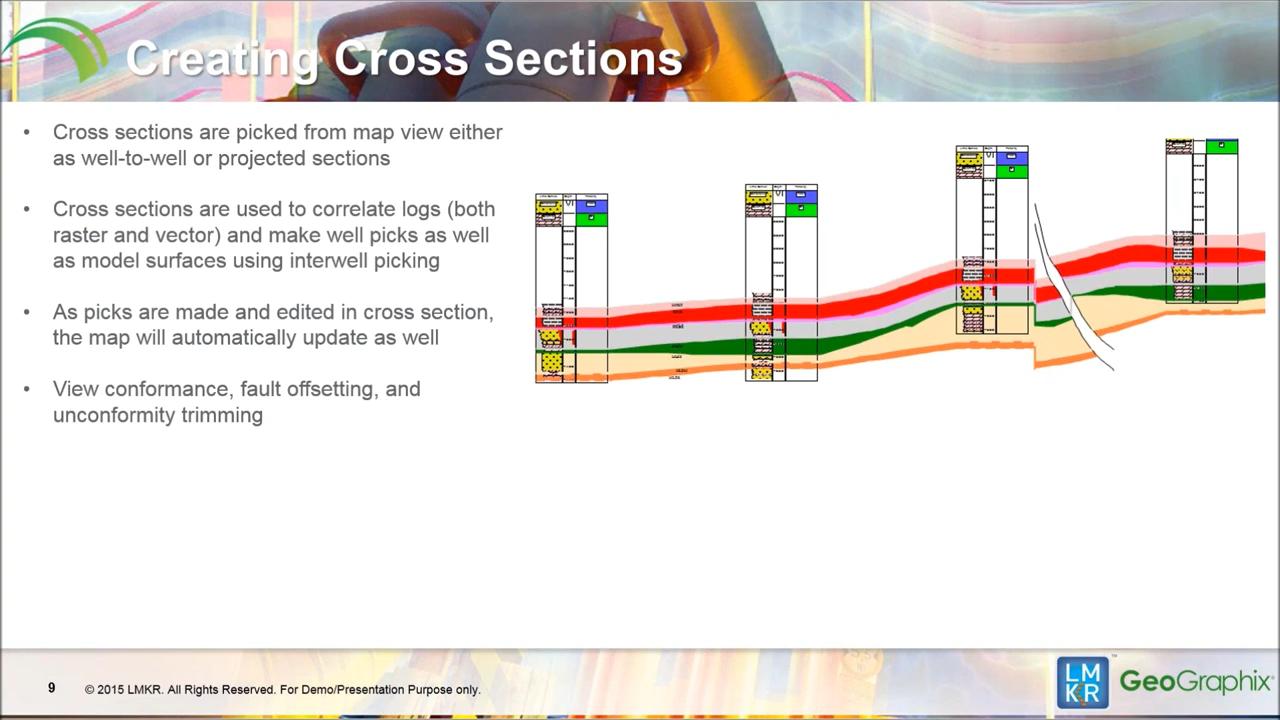 Creating Cross Sections
• Cross sections are picked from map view either
as well-to-well or projected sections
• Cross sections are used to correlate logs (both
raster and vector) and make well picks as well
as model surfaces using interwell picking
• As picks are made and edited in cross section,
the map will automatically update as well
• View conformance, fault offsetting, and
unconformity trimming
9
© 2015 LMKR. All Rights Reserved. For Demo/Presentation Purpose only.
LM
KR
™
GeoGraphix